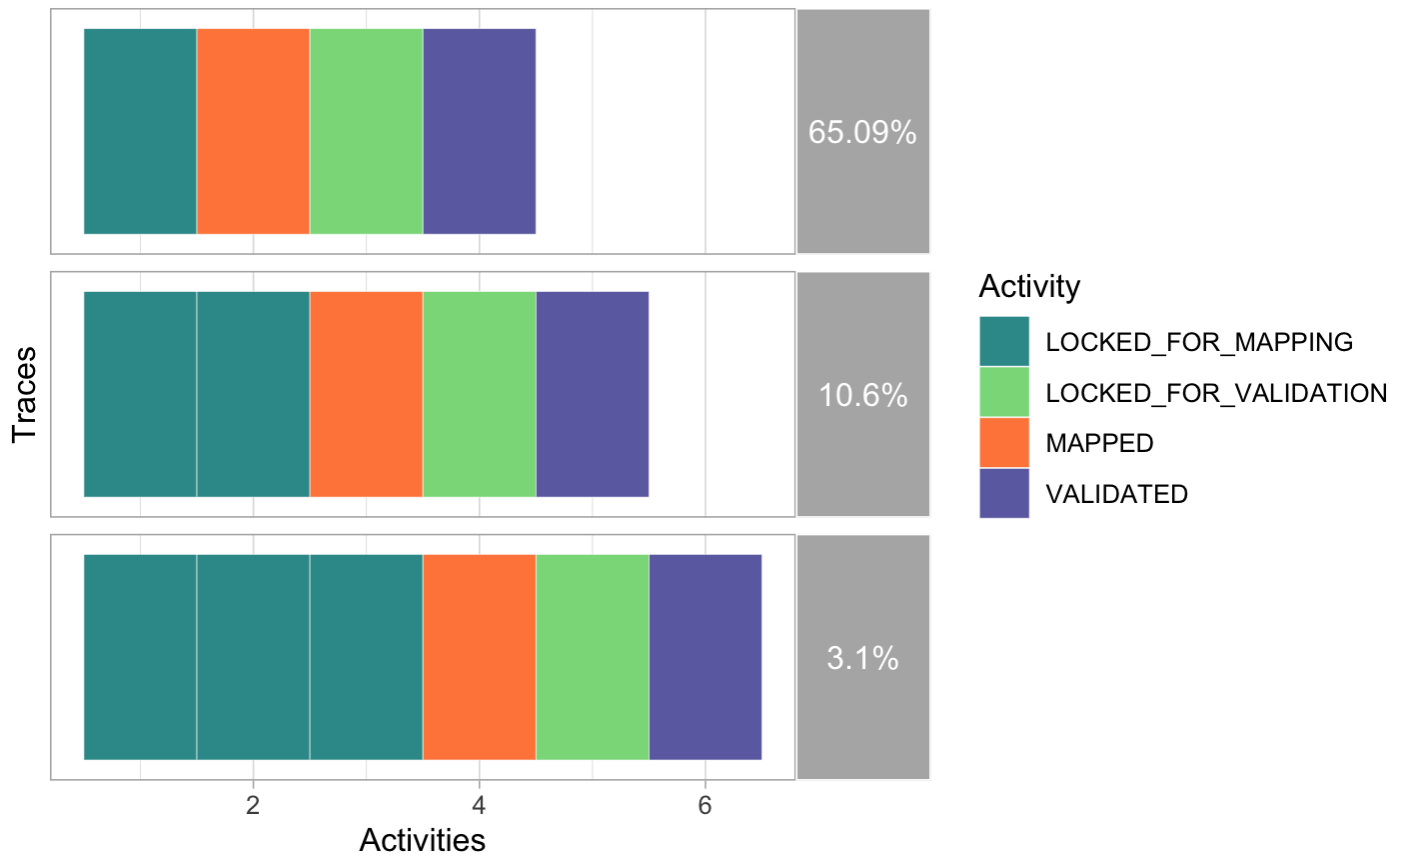 Traces
65.09%
10.6%
3.1%
2 4 6
Activities
Activity
LOCKED_FOR_MAPPING
LOCKED_FOR_VALIDATION
MAPPED
VALIDATED